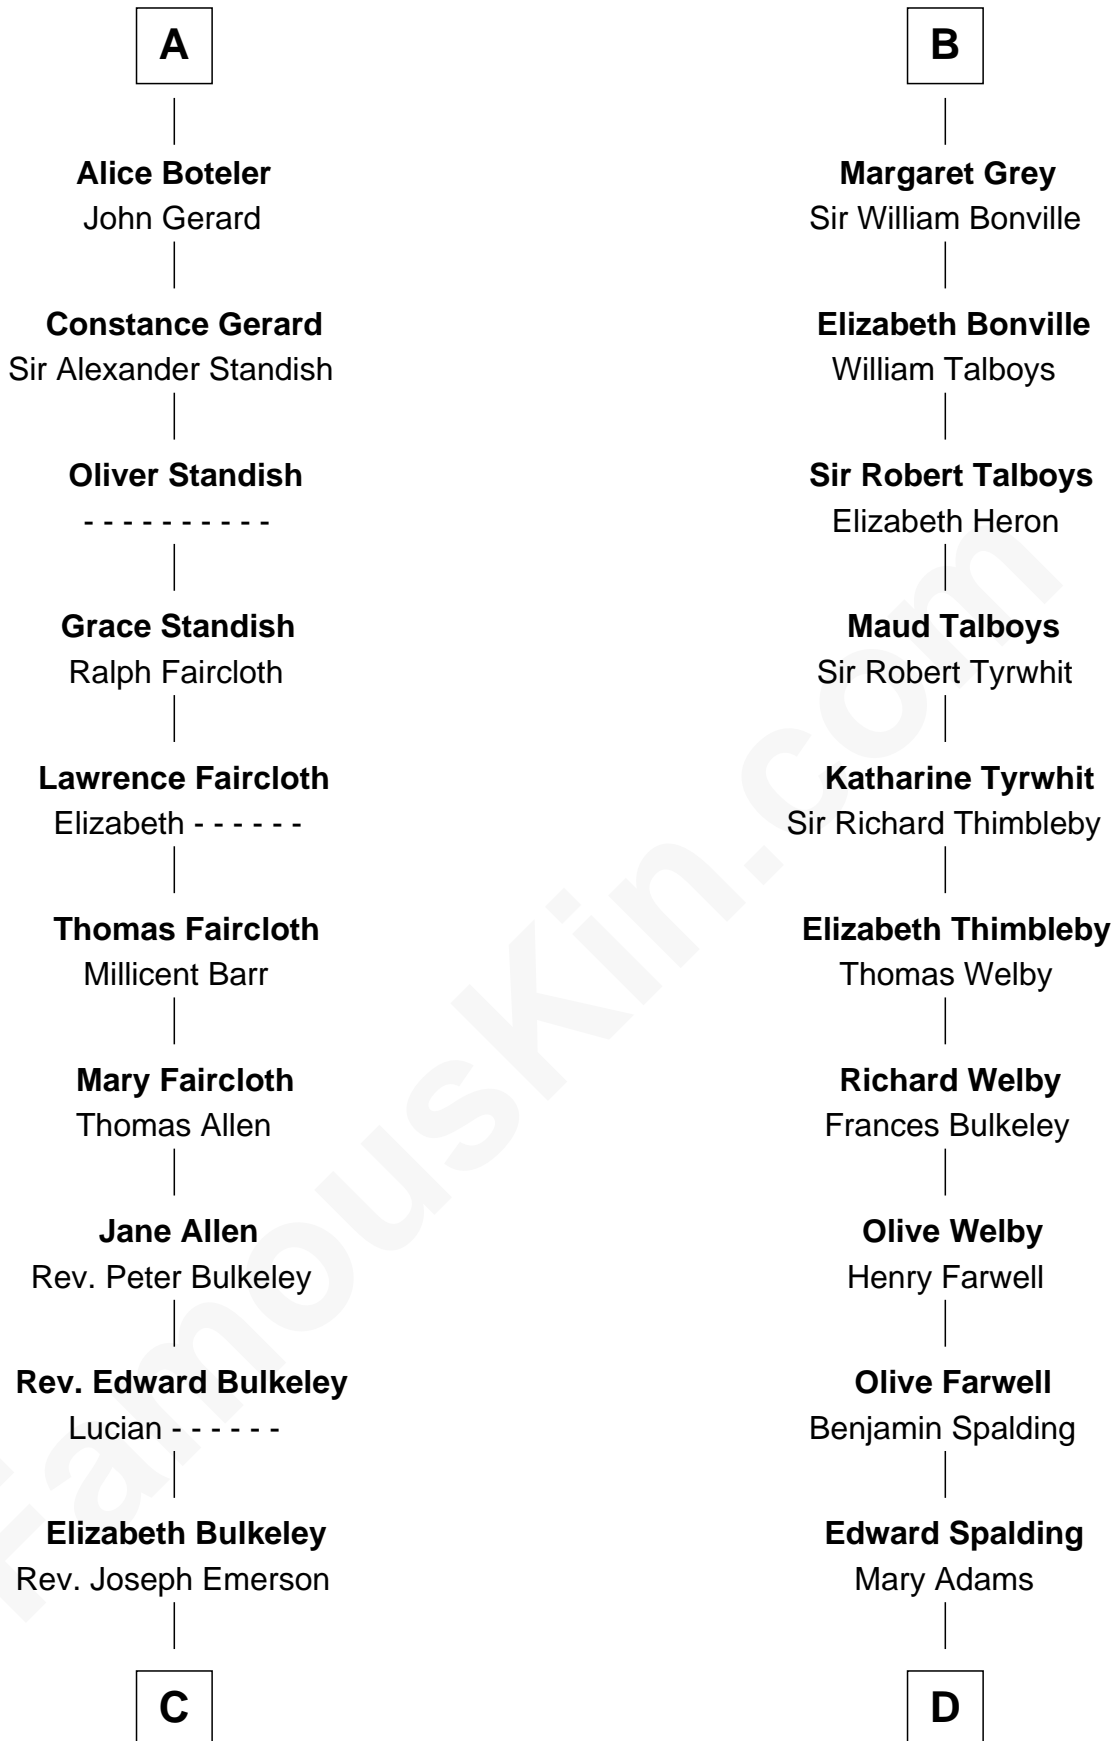 A
Alice Boteler
John Gerard
Constance Gerard
Sir Alexander Standish
Oliver Standish
- - - - - - - - - -
Grace Standish
Ralph Faircloth
Lawrence Faircloth
Elizabeth - - - - - -
Thomas Faircloth
Millicent Barr
Mary Faircloth
Thomas Allen
Jane Allen
Rev. Peter Bulkeley
Rev. Edward Bulkeley
Lucian - - - - - -
Elizabeth Bulkeley
Rev. Joseph Emerson
C
B
Margaret Grey
Sir William Bonville
Elizabeth Bonville
William Talboys
Sir Robert Talboys
Elizabeth Heron
Maud Talboys
Sir Robert Tyrwhit
Katharine Tyrwhit
Sir Richard Thimbleby
Elizabeth Thimbleby
Thomas Welby
Richard Welby
Frances Bulkeley
Olive Welby
Henry Farwell
Olive Farwell
Benjamin Spalding
Edward Spalding
Mary Adams
D
FamousKin.com